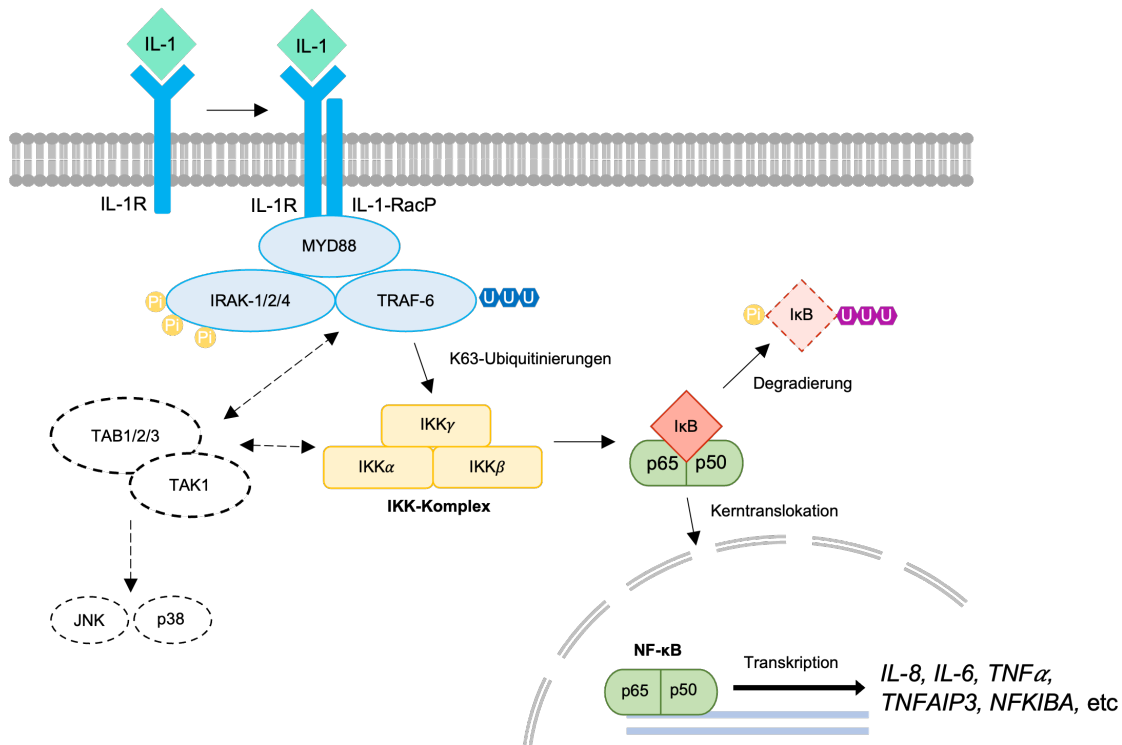 IL-1
IL-1
IL-1R
IL-1R
IL-1-RacP
MYD88
Pi
Pi
Pi
IRAK-1/2/4
TRAF-6
UUU
Pi
IκB
UUU
K63-Ubiquitinierungen
Degradierung
TAB1/2/3
TAK1
IKKγ
IKKα
IKKβ
IKK-Komplex
IκB
p65
p50
Kerntranslokation
JNK
p38
NF-κB
p65
p50
Transkription
IL-8, IL-6, TNFα,
TNFAIP3, NFKIBA, etc